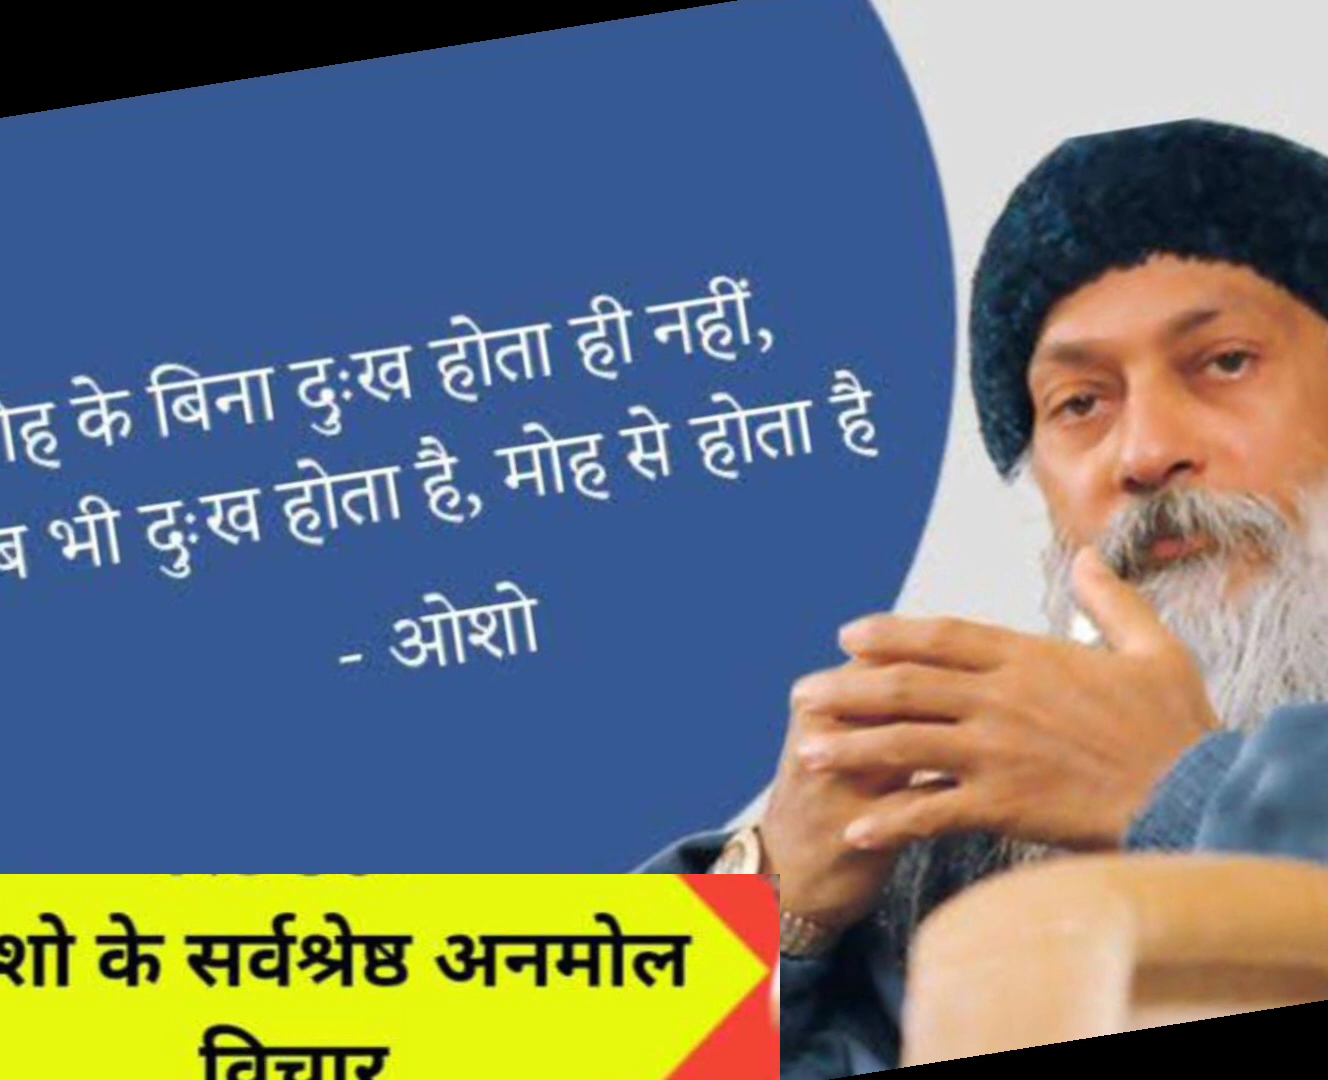 के बिना दुःख होता ही नहीं,
भी दुःख होता है, मोह से होता है
- ओशो
के सर्वश्रेष्ठ अनमोल
विचार